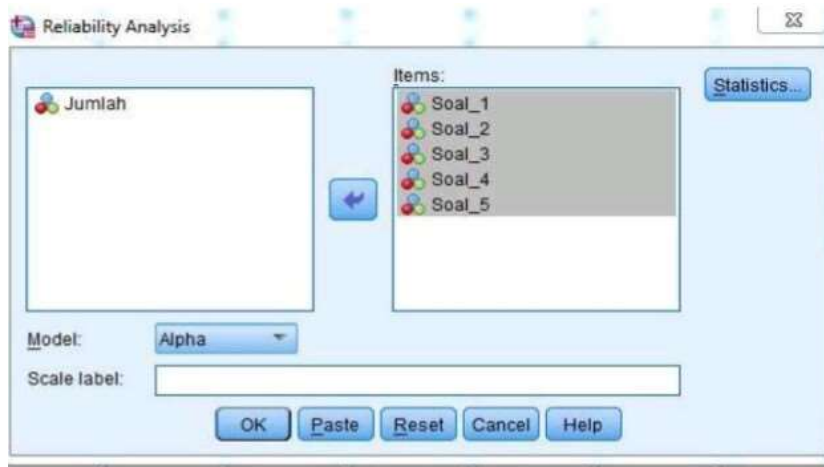 Reliability Analysis
Items:
Jumlah
Soal_1
Soal_2
Soal_3
Soal_4
Soal_5
Statistics...
Model: Alpha
Scale label:
OK Paste Reset Cancel Help